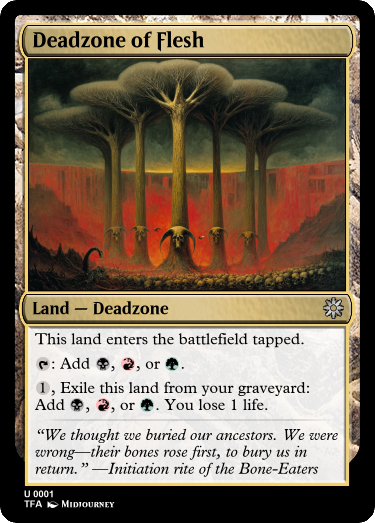 Deadzone of Flesh
Land — Deadzone
This land enters the battlefield tapped.
: Add , , or .
1, Exile this land from your graveyard:
Add , , or . You lose 1 life.
“We thought we buried our ancestors. We were
wrong—their bones rose first, to bury us in
return.” —Initiation rite of the Bone-Eaters
U 0001
TFA Midjourney